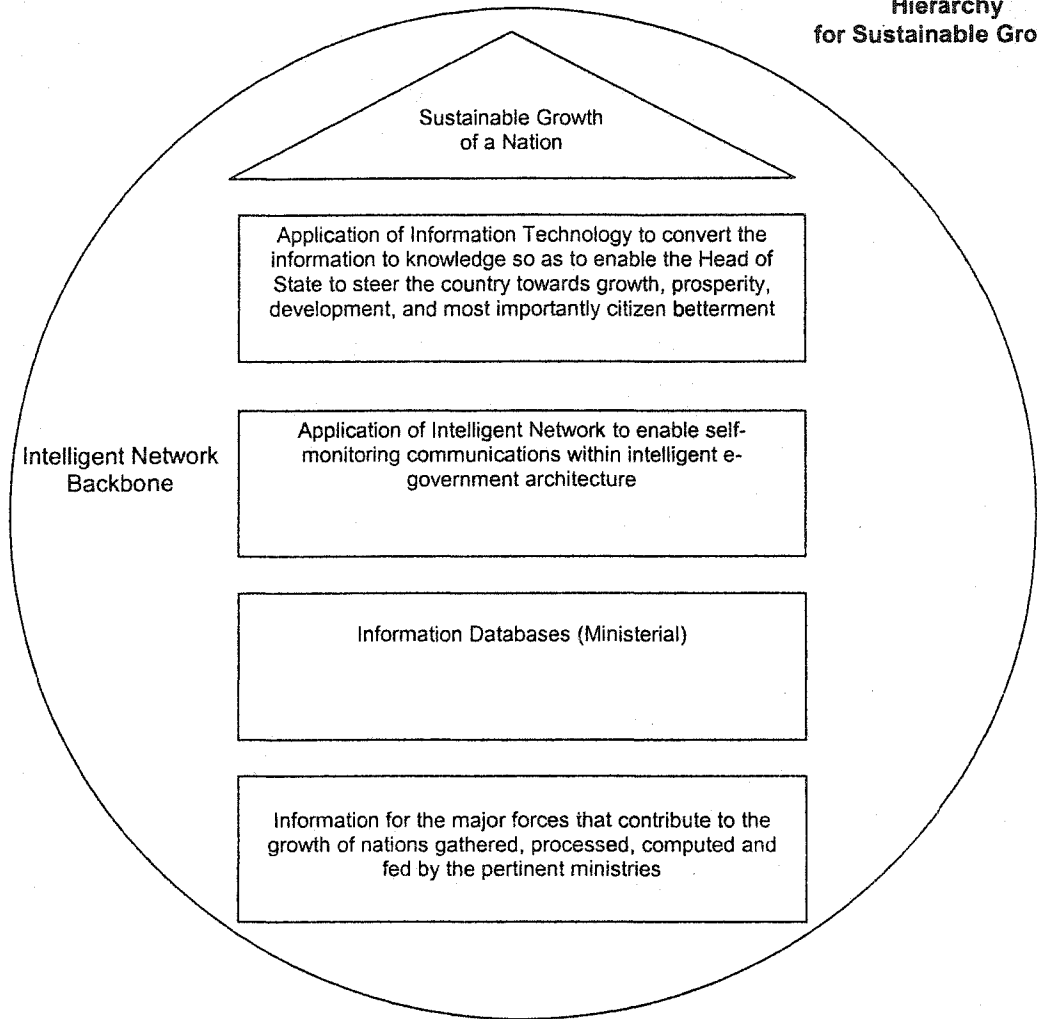 Hierarchy
for Sustainable Gro
Sustainable Growth
of a Nation
Application of Information Technology to convert the
information to knowledge so as to enable the Head of
State to steer the country towards growth, prosperity,
development, and most importantly citizen betterment
Intelligent Network
Backbone
Application of Intelligent Network to enable self-
monitoring communications within intelligent e-
government architecture
Information Databases (Ministerial)
Information for the major forces that contribute to the
growth of nations gathered, processed, computed and
fed by the pertinent ministries